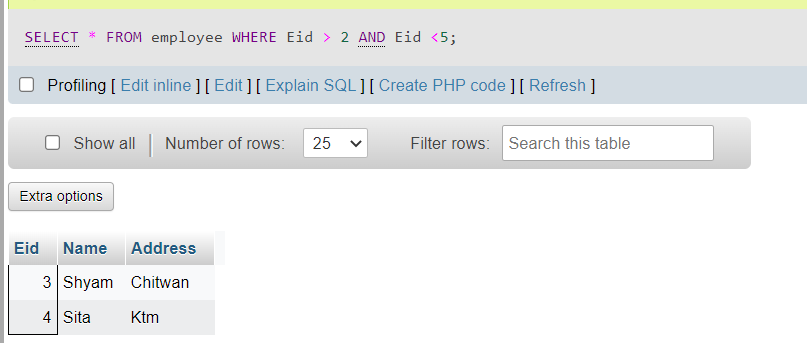 SELECT * FROM employee WHERE Eid > 2 AND Eid <5;
Profiling [ Edit inline ] [ Edit ] [ Explain SQL ] [ Create PHP code ] [ Refresh ]
Show all Number of rows: 25 Filter rows: Search this table
Extra options
Eid Name Address
3 Shyam Chitwan
4 Sita Ktm